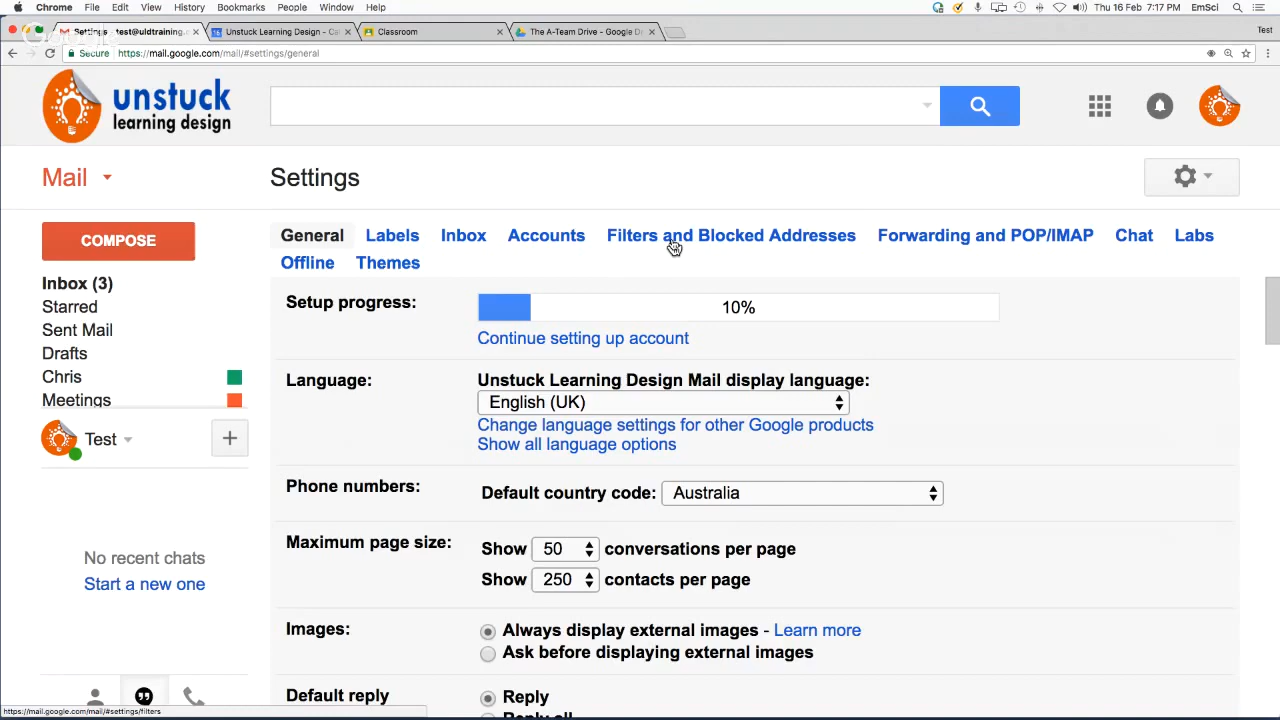 Chrome File Edit View History Bookmarks People Window Help Thu 16 Feb 7:17 PM EmSci
Settings - test@uldtraining. Unstuck Learning Design - Ca Classroom The A-Team Drive - Google Dr Test
Google
Secure https://mail.google.com/mail/#settings/general
unstuck
learning design
Mail Settings
COMPOSE
General Labels Inbox Accounts Filters and Blocked Addresses Forwarding and POP/IMAP Chat Labs
Offline Themes
Inbox (3)
Starred
Sent Mail
Drafts
Chris
Meetings
Test
No recent chats
Start a new one
Setup progress: 10%
Continue setting up account
Language: Unstuck Learning Design Mail display language:
English (UK)
Change language settings for other Google products
Show all language options
Phone numbers: Default country code: Australia
Maximum page size: Show 50 conversations per page
Show 250 contacts per page
Images: Always display external images - Learn more
Ask before displaying external images
Default reply Reply
Reply all
https://mail.google.com/mail/#settings/filters